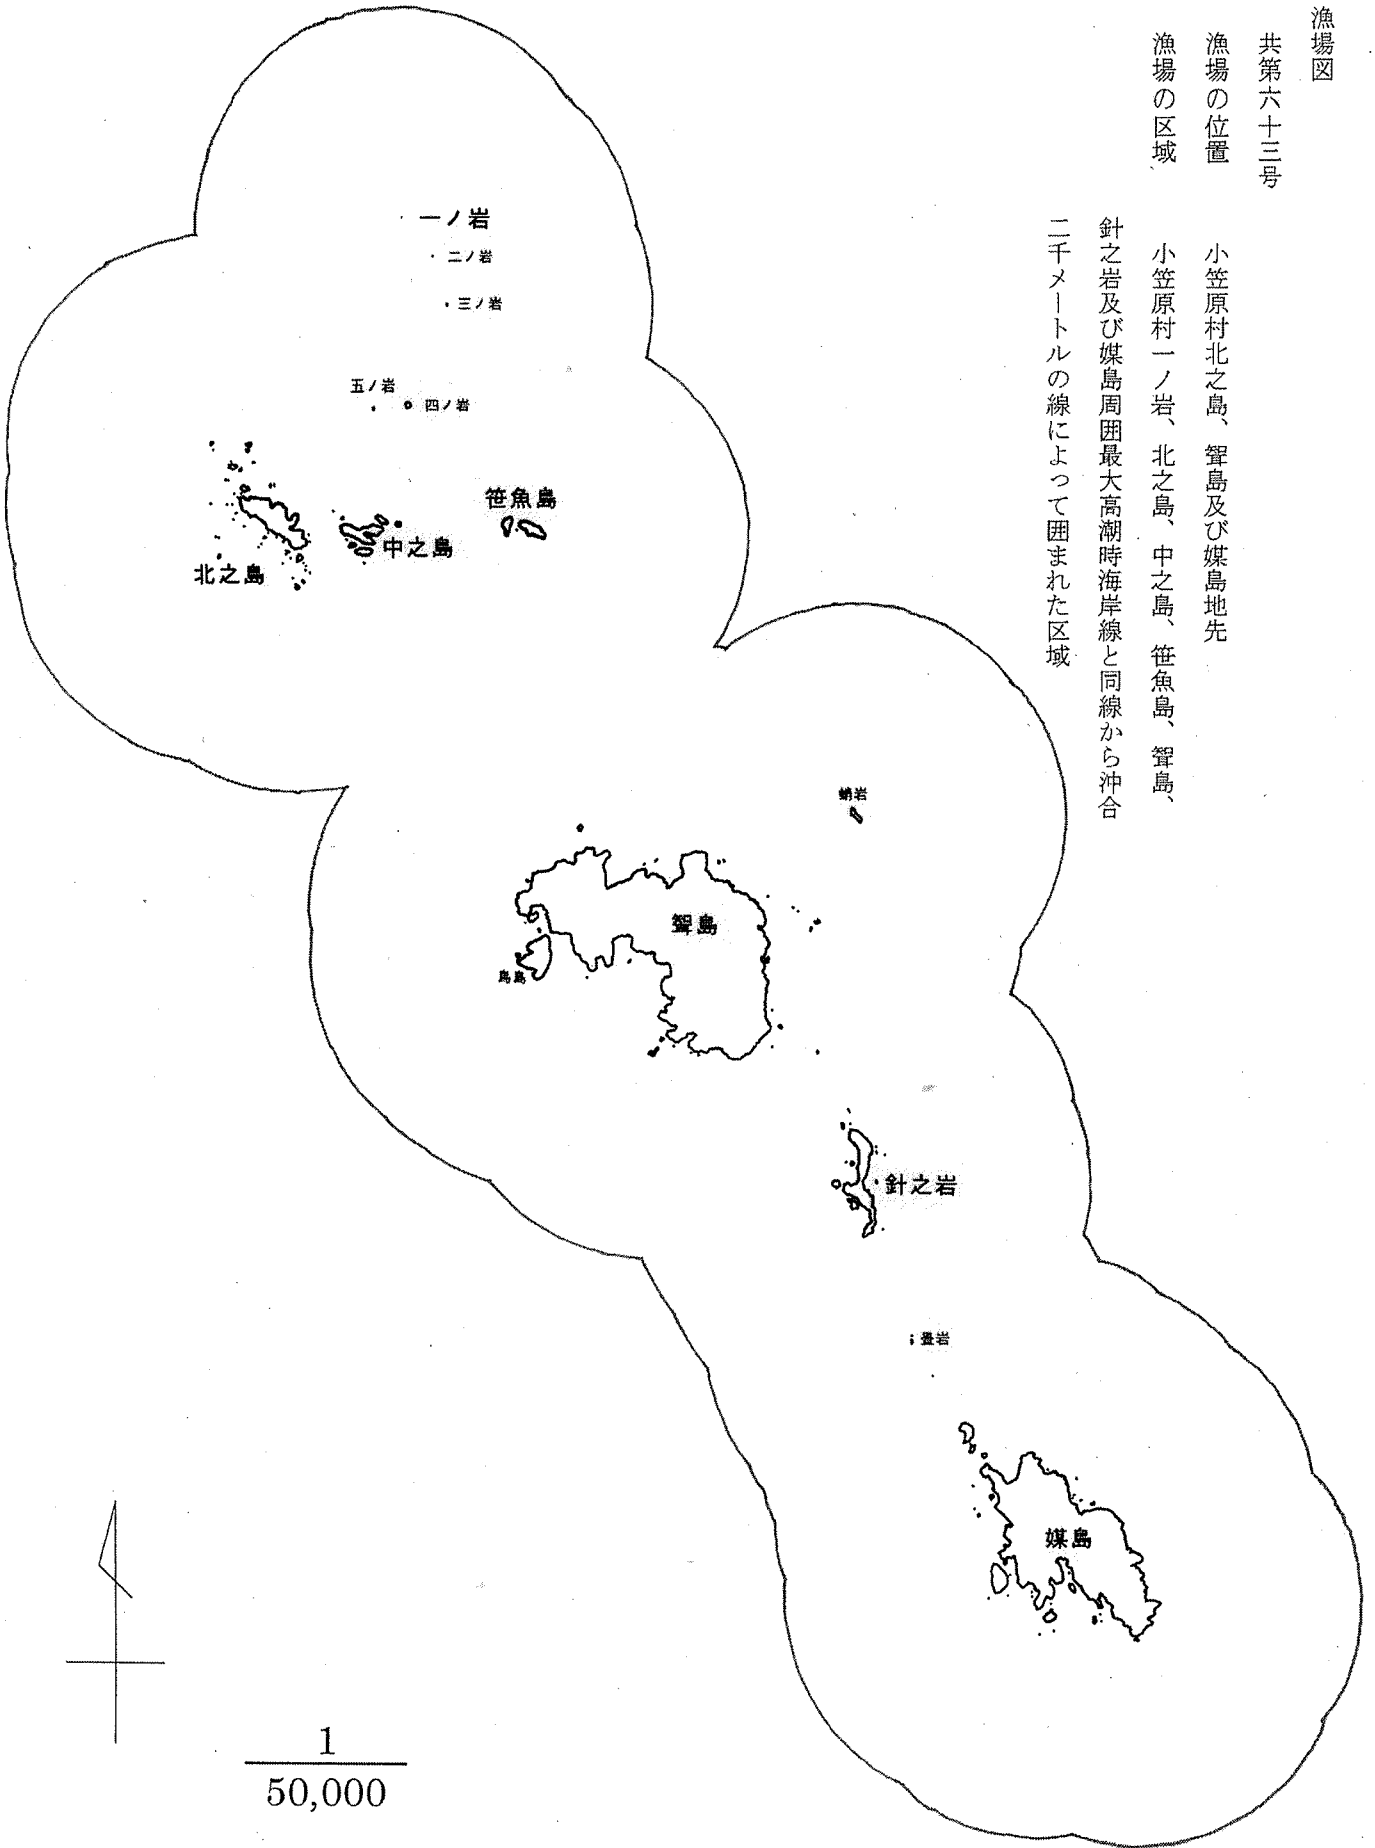 漁場図
共第六十三号
漁場の位置　小笠原村北之島、聟島及び媒島地先
漁場の区域　小笠原村一ノ岩、北之島、中之島、笹魚島、聟島、
針之岩及び媒島周囲最大高潮時海岸線と同線から沖合
二千メートルの線によって囲まれた区域
一ノ岩
二ノ岩
三ノ岩
五ノ岩
四ノ岩
笹魚島
中之島
北之島
蛸岩
聟島
鳥島
針之岩
畳岩
媒島
1
50,000